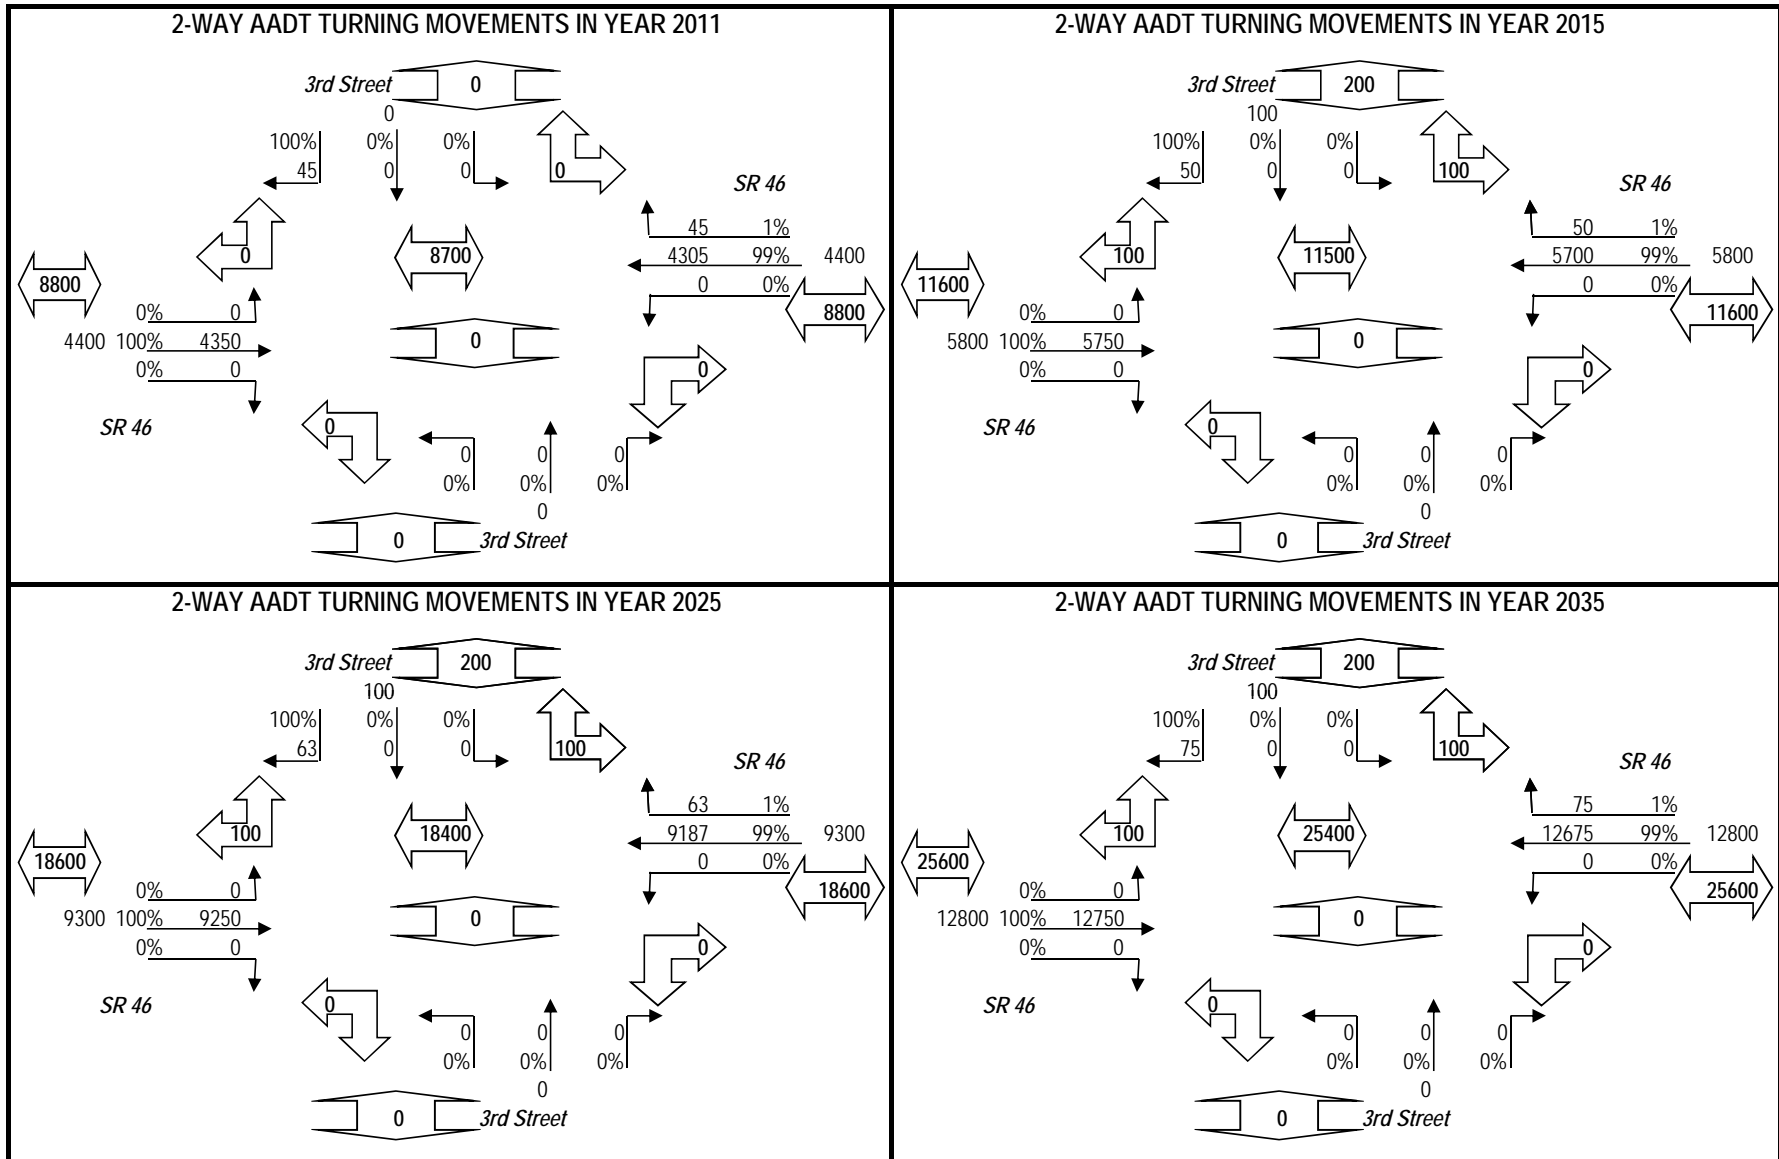 2-WAY AADT TURNING MOVEMENTS IN YEAR 2011
3rd Street 0
0
100% 0% 0%
45 0 0 0
SR 46
45 1%
0 8700 4305 99% 4400
8800 0 0% 8800
0% 0
4400 100% 4350 0
0% 0 0
SR 46 0
0 0 0
0% 0% 0%
0
0 3rd Street
2-WAY AADT TURNING MOVEMENTS IN YEAR 2015
3rd Street 200
100
100% 0% 0%
50 0 0 100
SR 46
50 1%
100 11500 5700 99% 5800
11600 0 0% 11600
0% 0
5800 100% 5750 0
0% 0 0
SR 46 0
0 0 0
0% 0% 0%
0
0 3rd Street
2-WAY AADT TURNING MOVEMENTS IN YEAR 2025
3rd Street 200
100
100% 0% 0%
63 0 0 100
SR 46
63 1%
100 18400 9187 99% 9300
18600 0 0% 18600
0% 0
9300 100% 9250 0
0% 0 0
SR 46 0
0 0 0
0% 0% 0%
0
0 3rd Street
2-WAY AADT TURNING MOVEMENTS IN YEAR 2035
3rd Street 200
100
100% 0% 0%
75 0 0 100
SR 46
75 1%
100 25400 12675 99% 12800
25600 0 0% 25600
0% 0
12800 100% 12750 0
0% 0 0
SR 46 0
0 0 0
0% 0% 0%
0
0 3rd Street